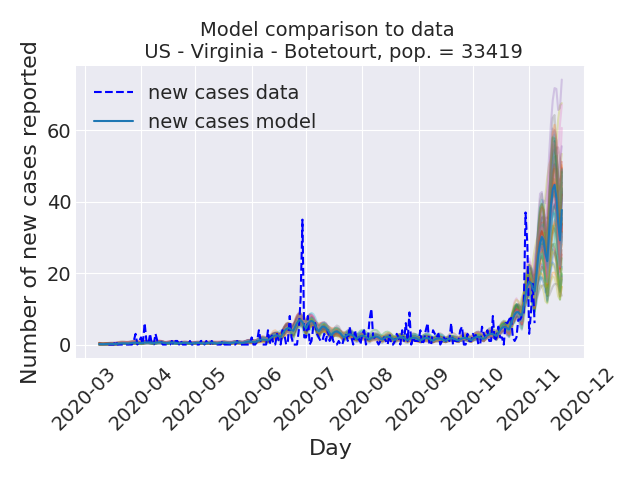 Model comparison to data
US - Virginia - Botetourt, pop. = 33419
Number of new cases reported
new cases data
new cases model
60
40
20
0
2020-03
2020-04
2020-05
2020-06
2020-07
2020-08
2020-09
2020-10
2020-11
2020-12
Day